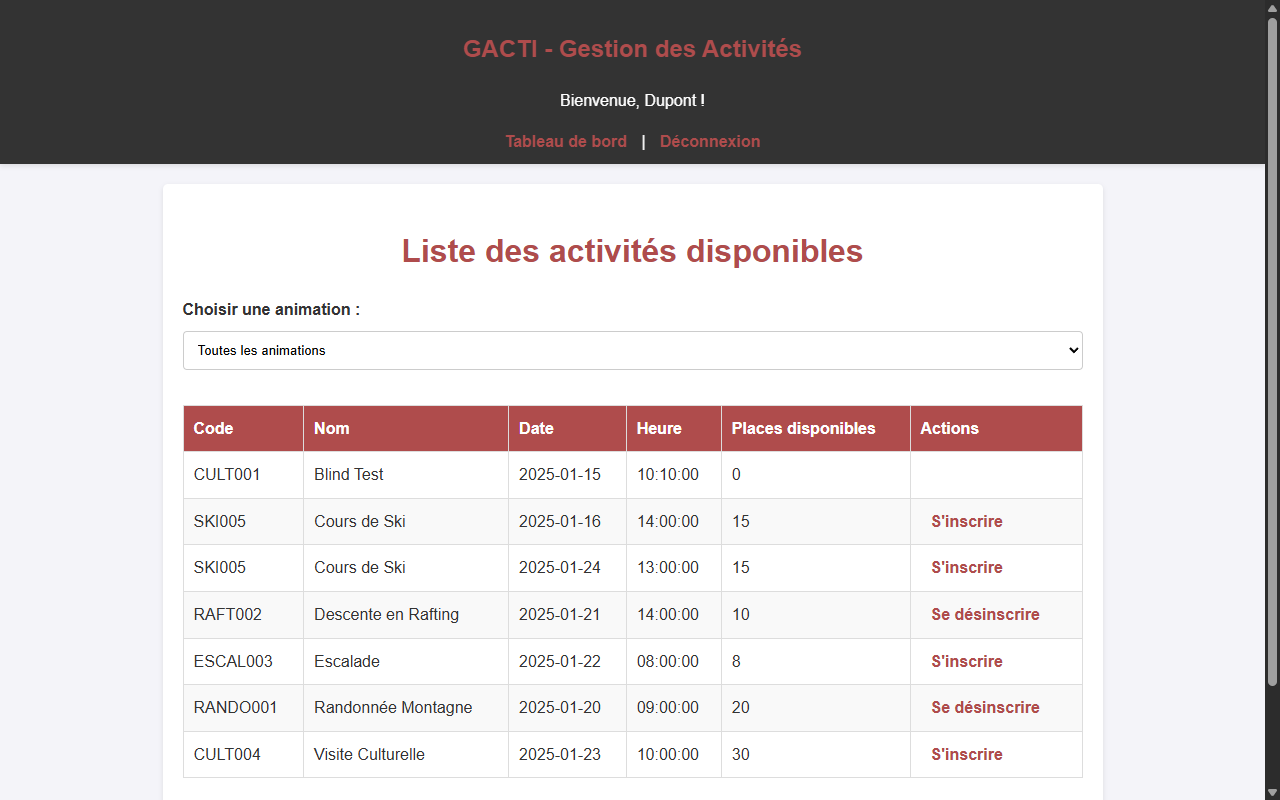 GACTI - Gestion des Activités
Bienvenue, Dupont !
Tableau de bord | Déconnexion
Liste des activités disponibles
Choisir une animation :
Toutes les animations
Code Nom Date Heure Places disponibles Actions
CULT001 Blind Test 2025-01-15 10:10:00 0
SKI005 Cours de Ski 2025-01-16 14:00:00 15 S'inscrire
SKI005 Cours de Ski 2025-01-24 13:00:00 15 S'inscrire
RAFT002 Descente en Rafting 2025-01-21 14:00:00 10 Se désinscrire
ESCAL003 Escalade 2025-01-22 08:00:00 8 S'inscrire
RANDO001 Randonnée Montagne 2025-01-20 09:00:00 20 Se désinscrire
CULT004 Visite Culturelle 2025-01-23 10:00:00 30 S'inscrire